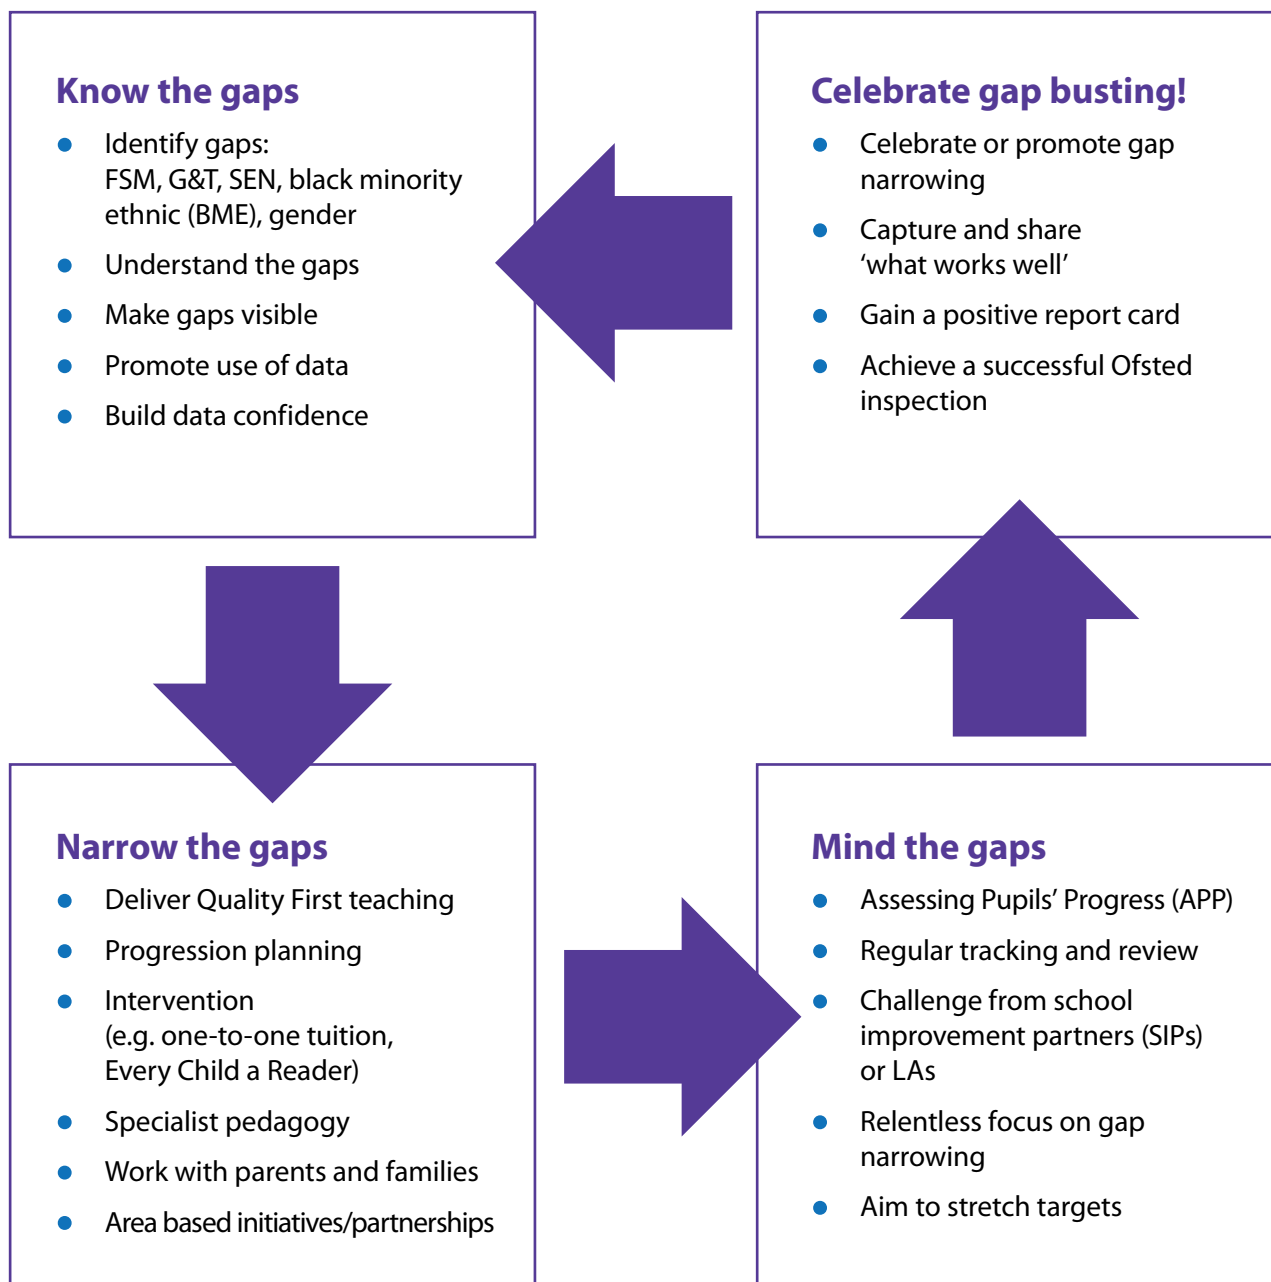 Know the gaps
● Identify gaps:
FSM, G&T, SEN, black minority
ethnic (BME), gender
● Understand the gaps
● Make gaps visible
● Promote use of data
● Build data confidence
Celebrate gap busting!
● Celebrate or promote gap
narrowing
● Capture and share
‘what works well’
● Gain a positive report card
● Achieve a successful Ofsted
inspection
Narrow the gaps
● Deliver Quality First teaching
● Progression planning
● Intervention
(e.g. one-to-one tuition,
Every Child a Reader)
● Specialist pedagogy
● Work with parents and families
● Area based initiatives/partnerships
Mind the gaps
● Assessing Pupils’ Progress (APP)
● Regular tracking and review
● Challenge from school
improvement partners (SIPs)
or LAs
● Relentless focus on gap
narrowing
● Aim to stretch targets